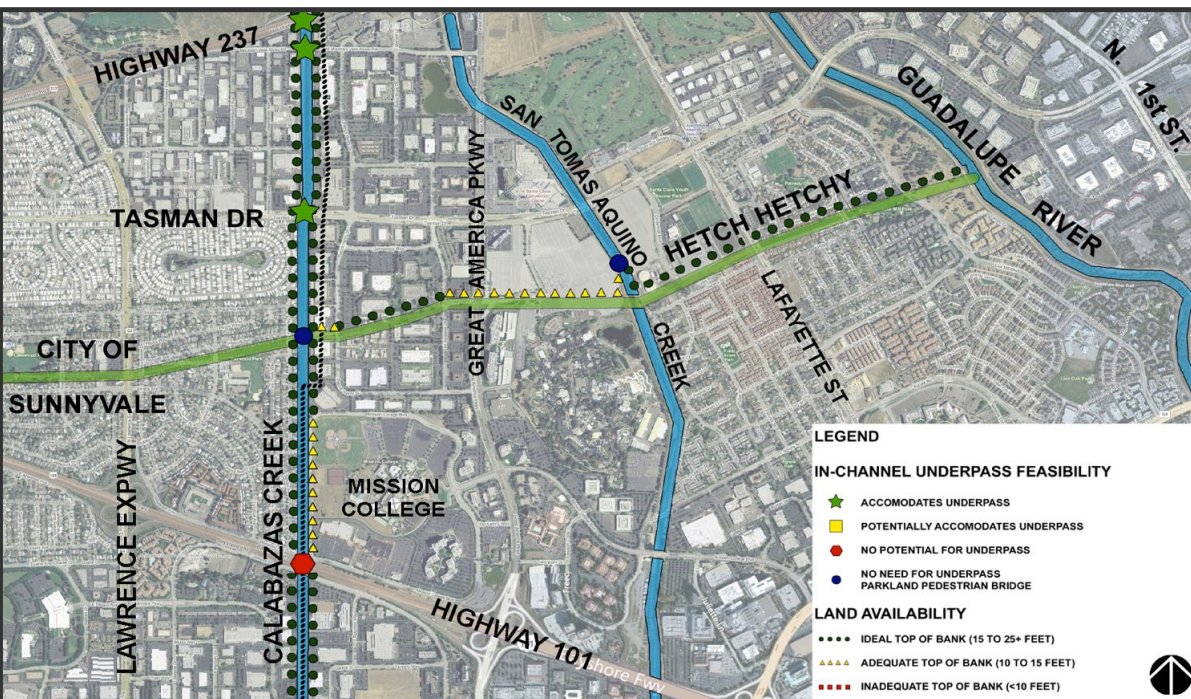 HIGHWAY 237
N. 1st ST.
GUADALUPE
RIVER
SAN TOMAS AQUINO
CREEK
GREAT AMERICA PKWY
TASMAN DR
HETCH HETCHY
LAFAYETTE ST
CITY OF
SUNNYVALE
LAWRENCE EXPWY
CALABAZAS CREEK
MISSION
COLLEGE
HIGHWAY 101
shore Fwy
LEGEND
IN-CHANNEL UNDERPASS FEASIBILITY
ACCOMODATES UNDERPASS
POTENTIALLY ACCOMODATES UNDERPASS
NO POTENTIAL FOR UNDERPASS
NO NEED FOR UNDERPASS
PARKLAND PEDESTRIAN BRIDGE
LAND AVAILABILITY
IDEAL TOP OF BANK (15 TO 25+ FEET)
ADEQUATE TOP OF BANK (10 TO 15 FEET)
INADEQUATE TOP OF BANK (<10 FEET)